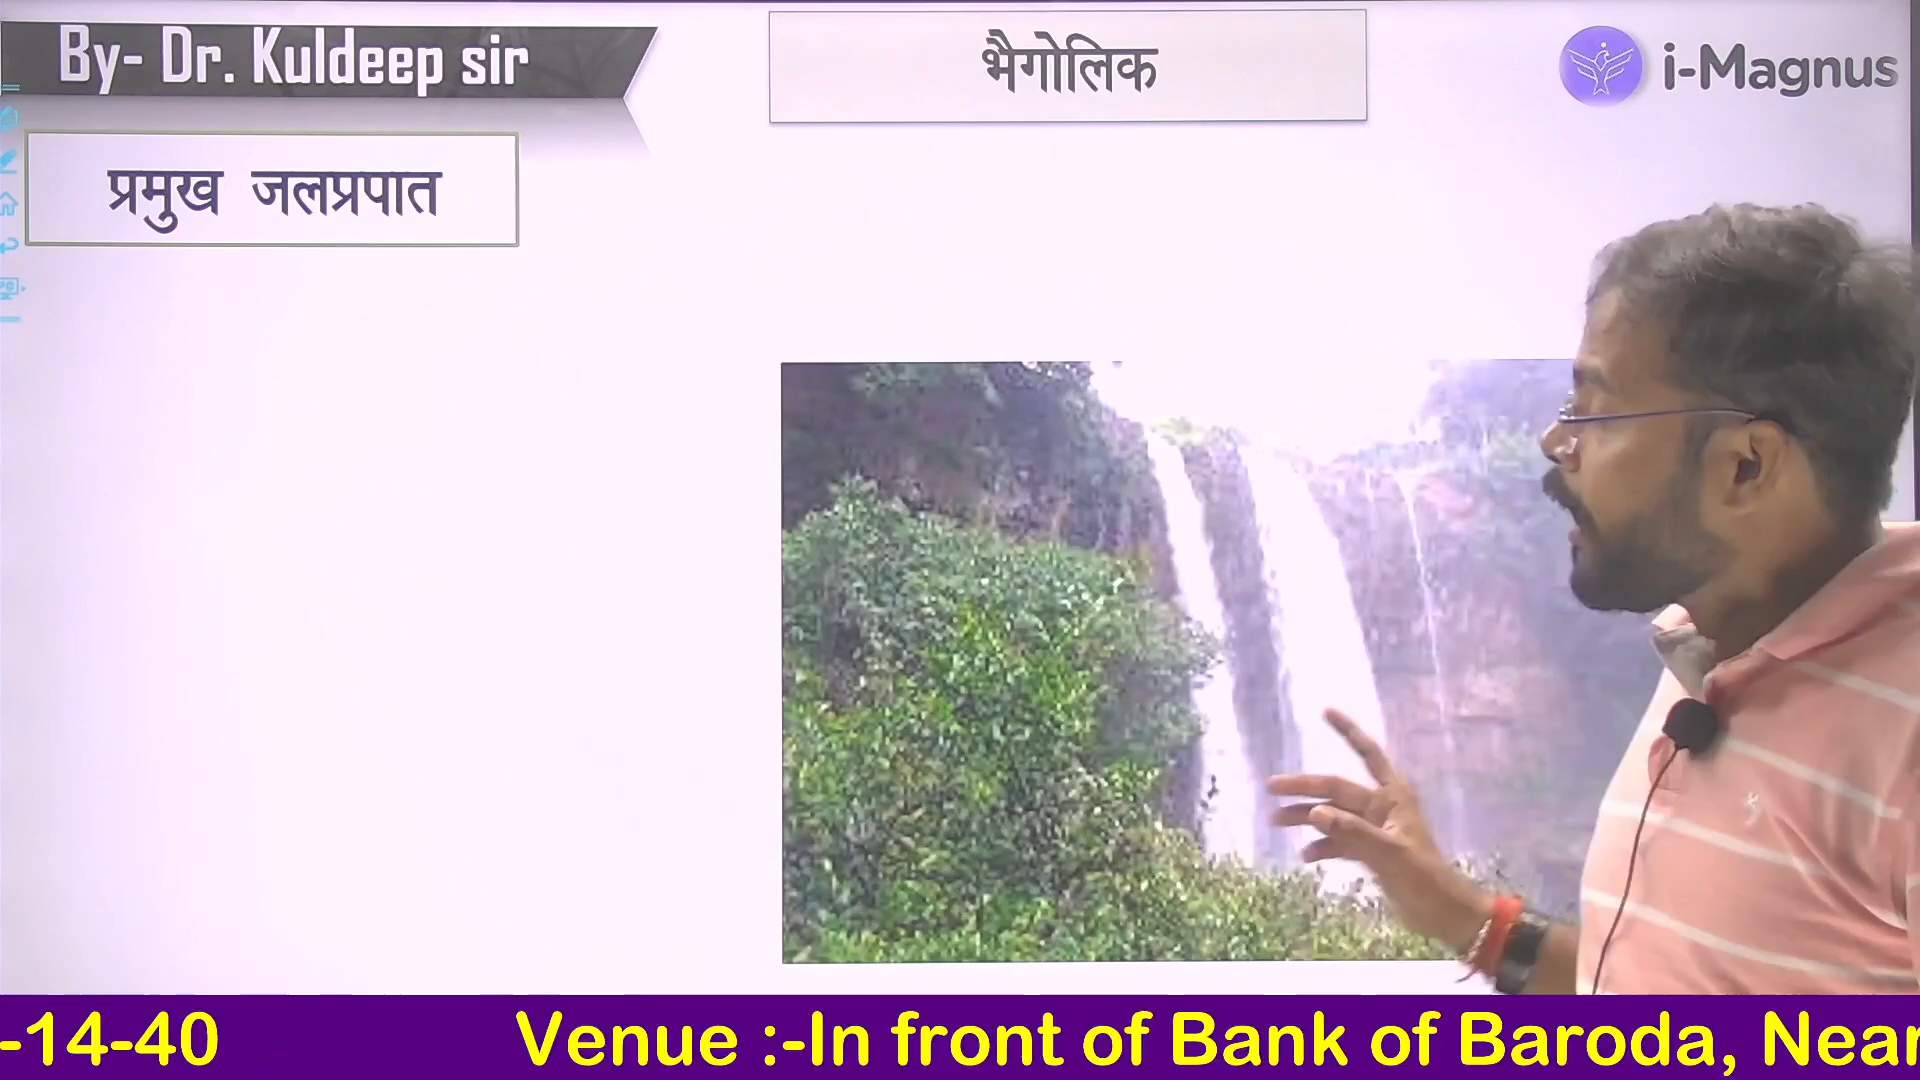 By- Dr. Kuldeep sir
भैगोलिक
i-Magnus
प्रमुख जलप्रपात
-14-40 Venue :-In front of Bank of Baroda, Near